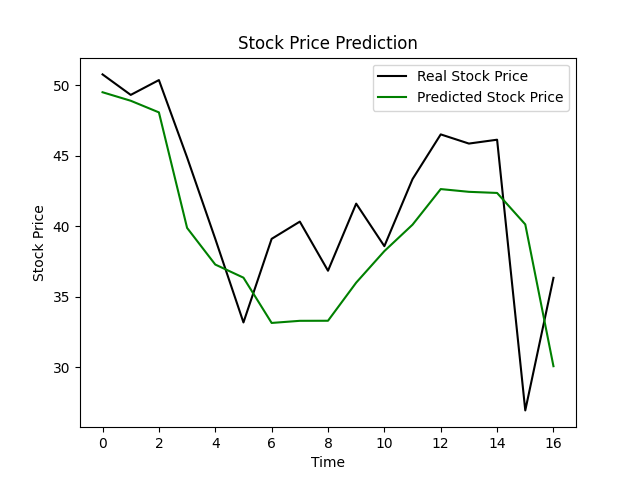 Stock Price Prediction
Real Stock Price
Predicted Stock Price
Stock Price
50
45
40
35
30
0 2 4 6 8 10 12 14 16
Time